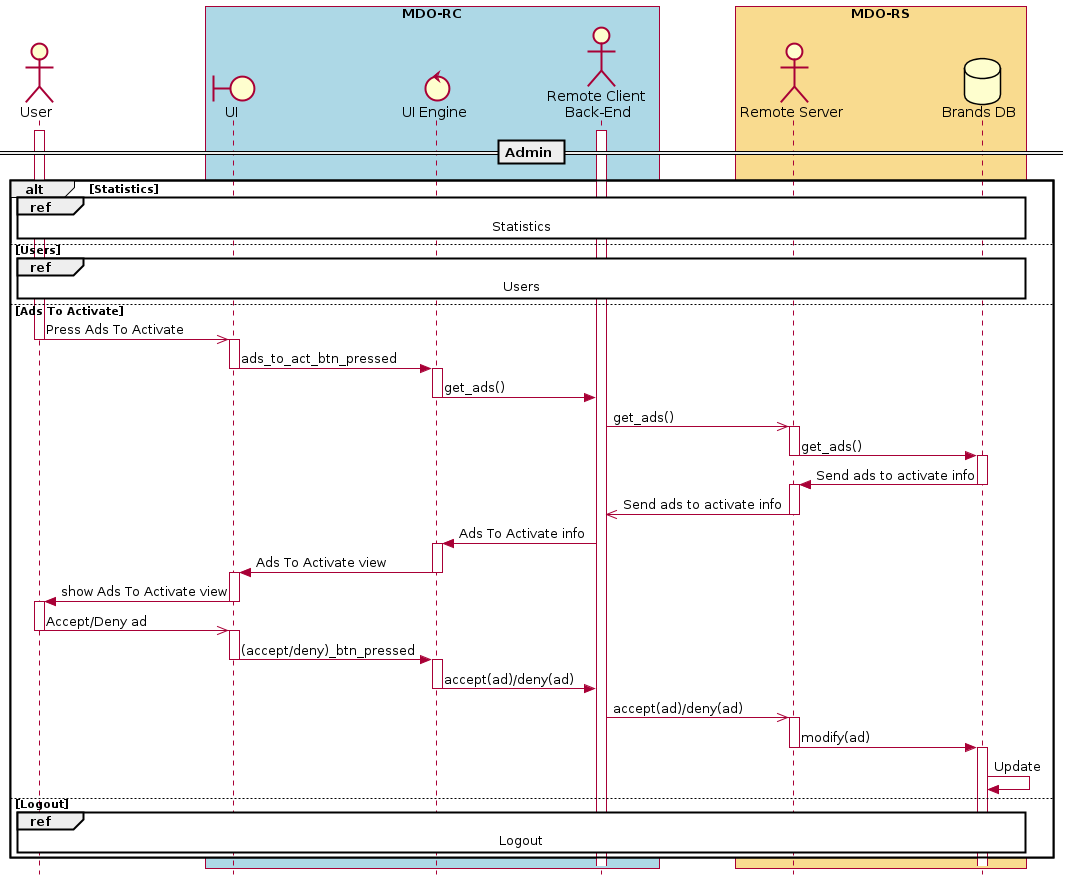 MDO-RC
MDO-RS
User
UI
UI Engine
Remote Client
Back-End
Remote Server
Brands DB
Admin
alt
[Statistics]
ref
Statistics
[Users]
ref
Users
[Ads To Activate]
Press Ads To Activate
ads_to_act_btn_pressed
get_ads()
get_ads()
get_ads()
Send ads to activate info
Send ads to activate info
Ads To Activate info
Ads To Activate view
show Ads To Activate view
Accept/Deny ad
(accept/deny)_btn_pressed
accept(ad)/deny(ad)
accept(ad)/deny(ad)
modify(ad)
Update
[Logout]
ref
Logout